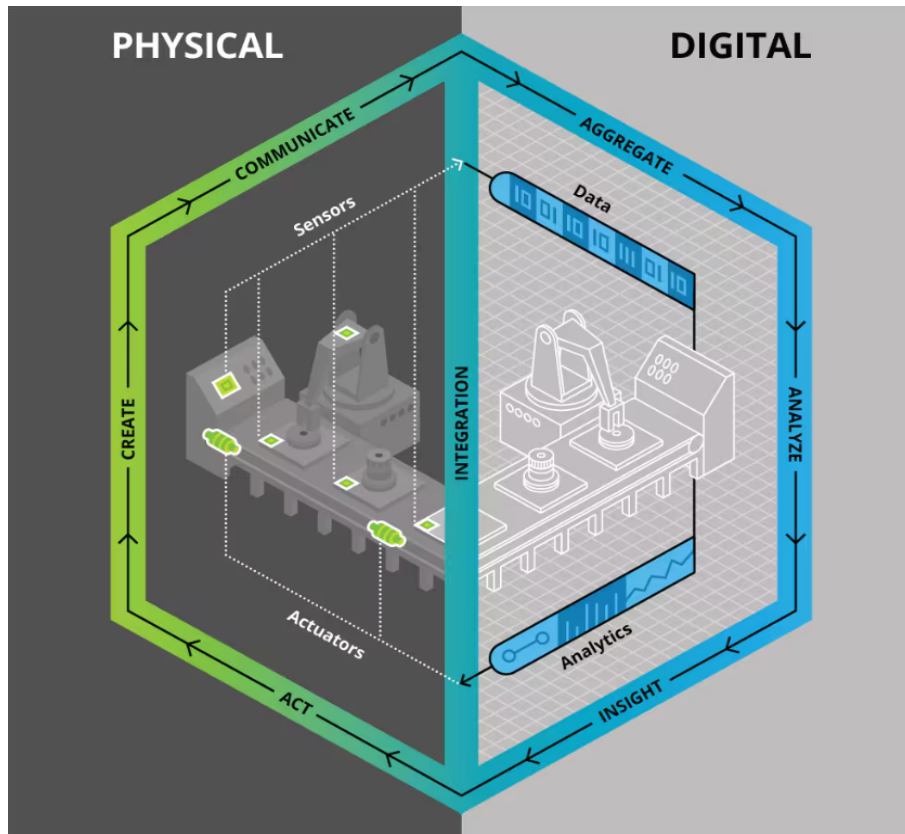 PHYSICAL
DIGITAL
COMMUNICATE
AGGREGATE
Sensors
Data
10 01 10 10 111 01 10
CREATE
INTEGRATION
ANALYZE
Actuators
Analytics
ACT
INSIGHT